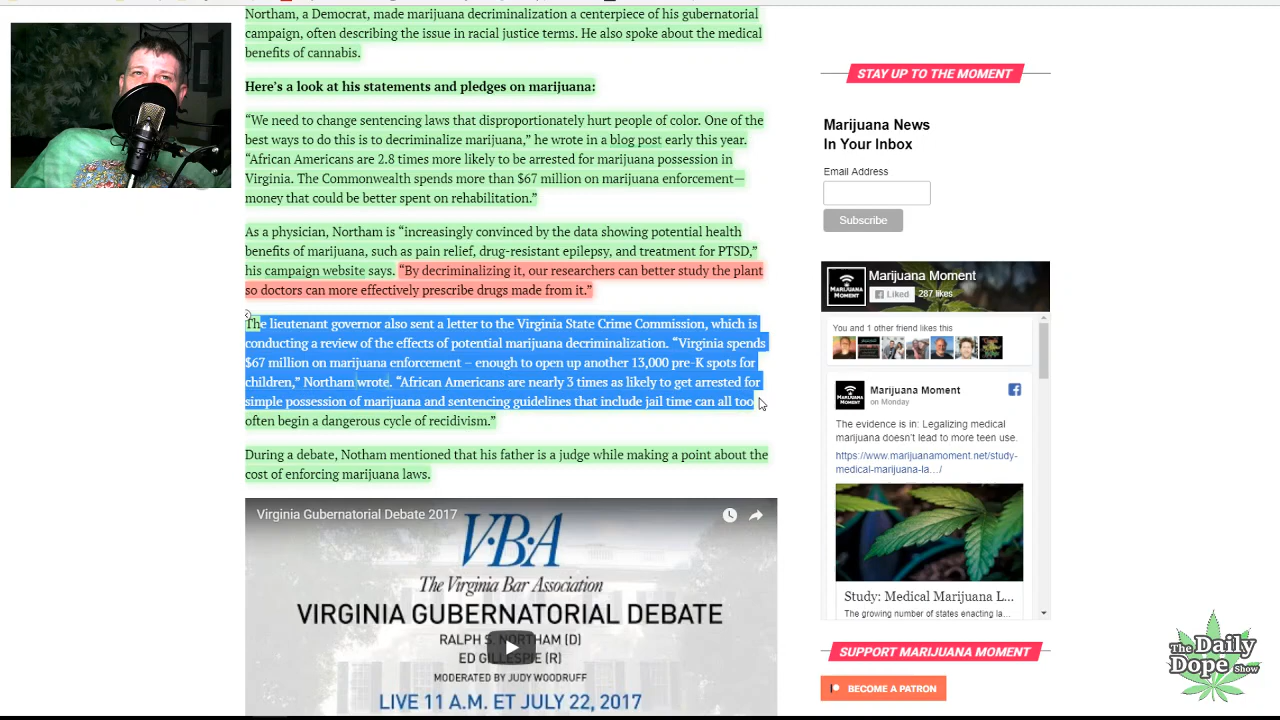 Northam, a Democrat, made marijuana decriminalization a centerpiece of his gubernatorial
campaign, often describing the issue in racial justice terms. He also spoke about the medical
benefits of cannabis.
Here's a look at his statements and pledges on marijuana:
“We need to change sentencing laws that disproportionately hurt people of color. One of the
best ways to do this is to decriminalize marijuana,” he wrote in a blog post early this year.
“African Americans are 2.8 times more likely to be arrested for marijuana possession in
Virginia. The Commonwealth spends more than $67 million on marijuana enforcement—
money that could be better spent on rehabilitation.”
As a physician, Northam is “increasingly convinced by the data showing potential health
benefits of marijuana, such as pain relief, drug-resistant epilepsy, and treatment for PTSD,”
his campaign website says. “By decriminalizing it, our researchers can better study the plant
so doctors can more effectively prescribe drugs made from it.”
The lieutenant governor also sent a letter to the Virginia State Crime Commission, which is
conducting a review of the effects of potential marijuana decriminalization. “Virginia spends
$67 million on marijuana enforcement – enough to open up another 13,000 pre-K spots for
children,” Northam wrote. “African Americans are nearly 3 times as likely to get arrested for
simple possession of marijuana and sentencing guidelines that include jail time can all too
often begin a dangerous cycle of recidivism.”
During a debate, Notham mentioned that his father is a judge while making a point about the
cost of enforcing marijuana laws.
Virginia Gubernatorial Debate 2017
V·B·A
The Virginia Bar Association
VIRGINIA GUBERNATORIAL DEBATE
RALPH S. NORTHAM (D)
ED GILLESPIE (R)
MODERATED BY JUDY WOODRUFF
LIVE 11 A.M. ET JULY 22, 2017
STAY UP TO THE MOMENT
Marijuana News
In Your Inbox
Email Address
Subscribe
MARIJUANA
MOMENT
Marijuana Moment
Liked
287 likes
You and 1 other friend likes this
MARIJUANA
MOMENT
Marijuana Moment
on Monday
The evidence is in: Legalizing medical
marijuana doesn't lead to more teen use.
https://www.marijuanamoment.net/study-
medical-marijuana-la…/
Study: Medical Marijuana L...
The growing number of states enacting la...
SUPPORT MARIJUANA MOMENT
BECOME A PATRON
The Daily
Dope Show